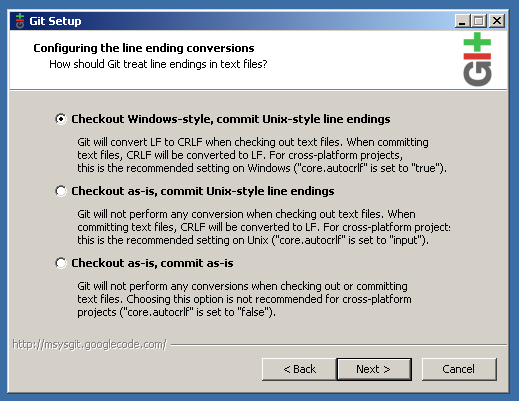 Git Setup
Configuring the line ending conversions
How should Git treat line endings in text files?
Checkout Windows-style, commit Unix-style line endings
Git will convert LF to CRLF when checking out text files. When committing
text files, CRLF will be converted to LF. For cross-platform projects,
this is the recommended setting on Windows ("core.autocrlf" is set to "true").
Checkout as-is, commit Unix-style line endings
Git will not perform any conversion when checking out text files. When
committing text files, CRLF will be converted to LF. For cross-platform project:
this is the recommended setting on Unix ("core.autocrlf" is set to "input").
Checkout as-is, commit as-is
Git will not perform any conversions when checking out or committing
text files. Choosing this option is not recommended for cross-platform
projects ("core.autocrlf" is set to "false").
http://msysgit.googlecode.com/
< Back
Next >
Cancel